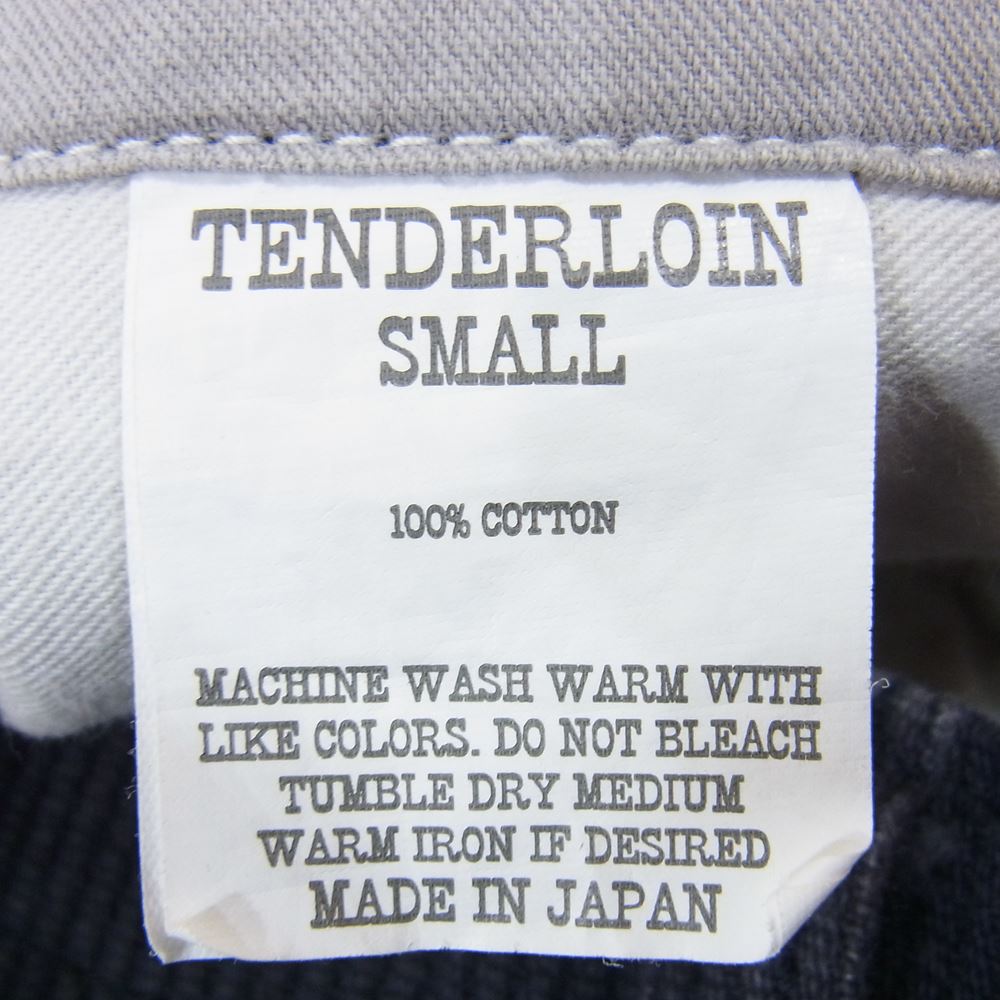 TENDERLOIN
SMALL
100% COTTON
MACHINE WASH WARM WITH
LIKE COLORS. DO NOT BLEACH
TUMBLE DRY MEDIUM
WARM IRON IF DESIRED
MADE IN JAPAN